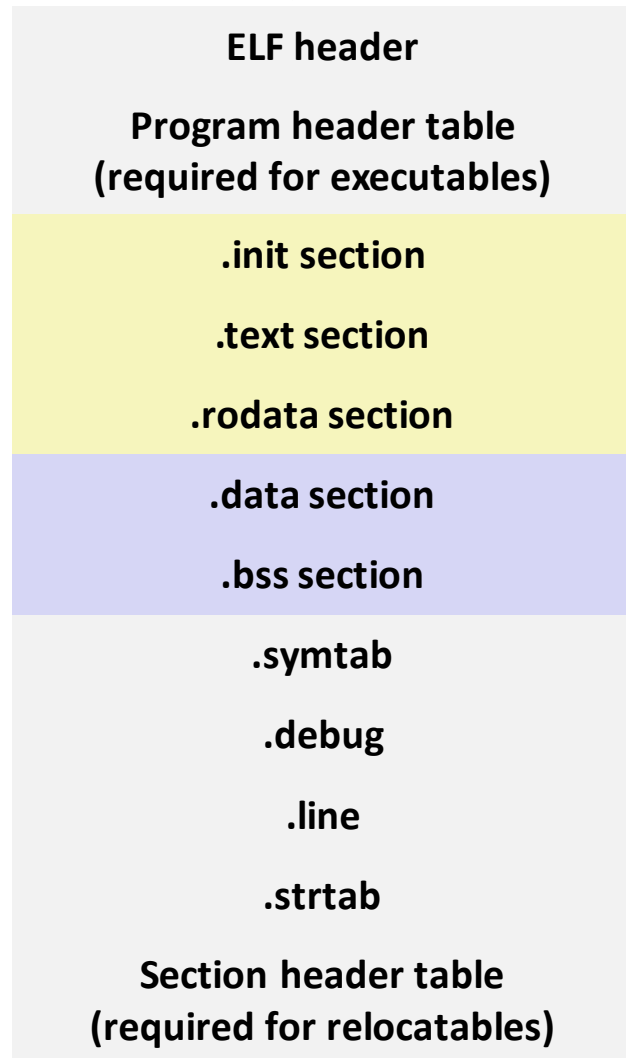 ELF header
Program header table
(required for executables)
.init section
.text section
.rodata section
.data section
.bss section
.symtab
.debug
.line
.strtab
Section header table
(required for relocatables)